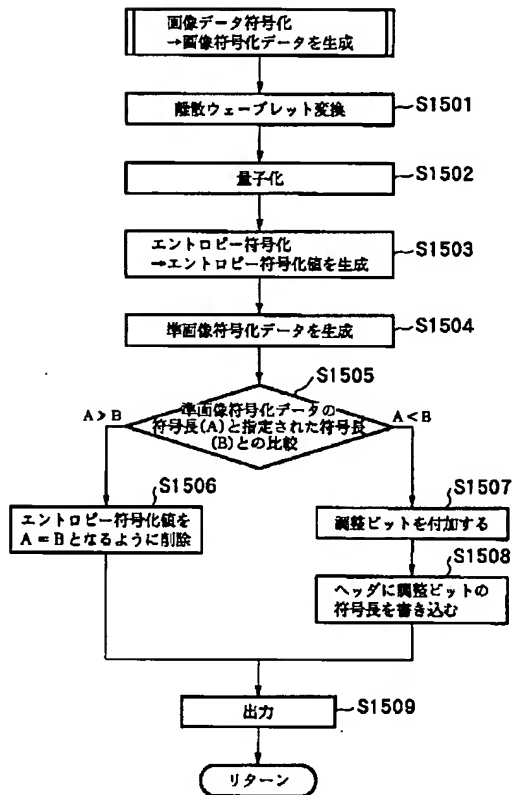 画像データ符号化
→画像符号化データを生成
離散ウェーブレット変換
S1501
量子化
S1502
エントロピー符号化
→エントロピー符号化値を生成
S1503
準画像符号化データを生成
S1504
S1505
A>B
準画像符号化データの
符号長(A)と指定された符号長
(B)との比較
A<B
S1506
エントロピー符号化値を
A=Bとなるように削除
S1507
調整ビットを付加する
S1508
ヘッダに調整ビットの
符号長を書き込む
出力
S1509
リターン